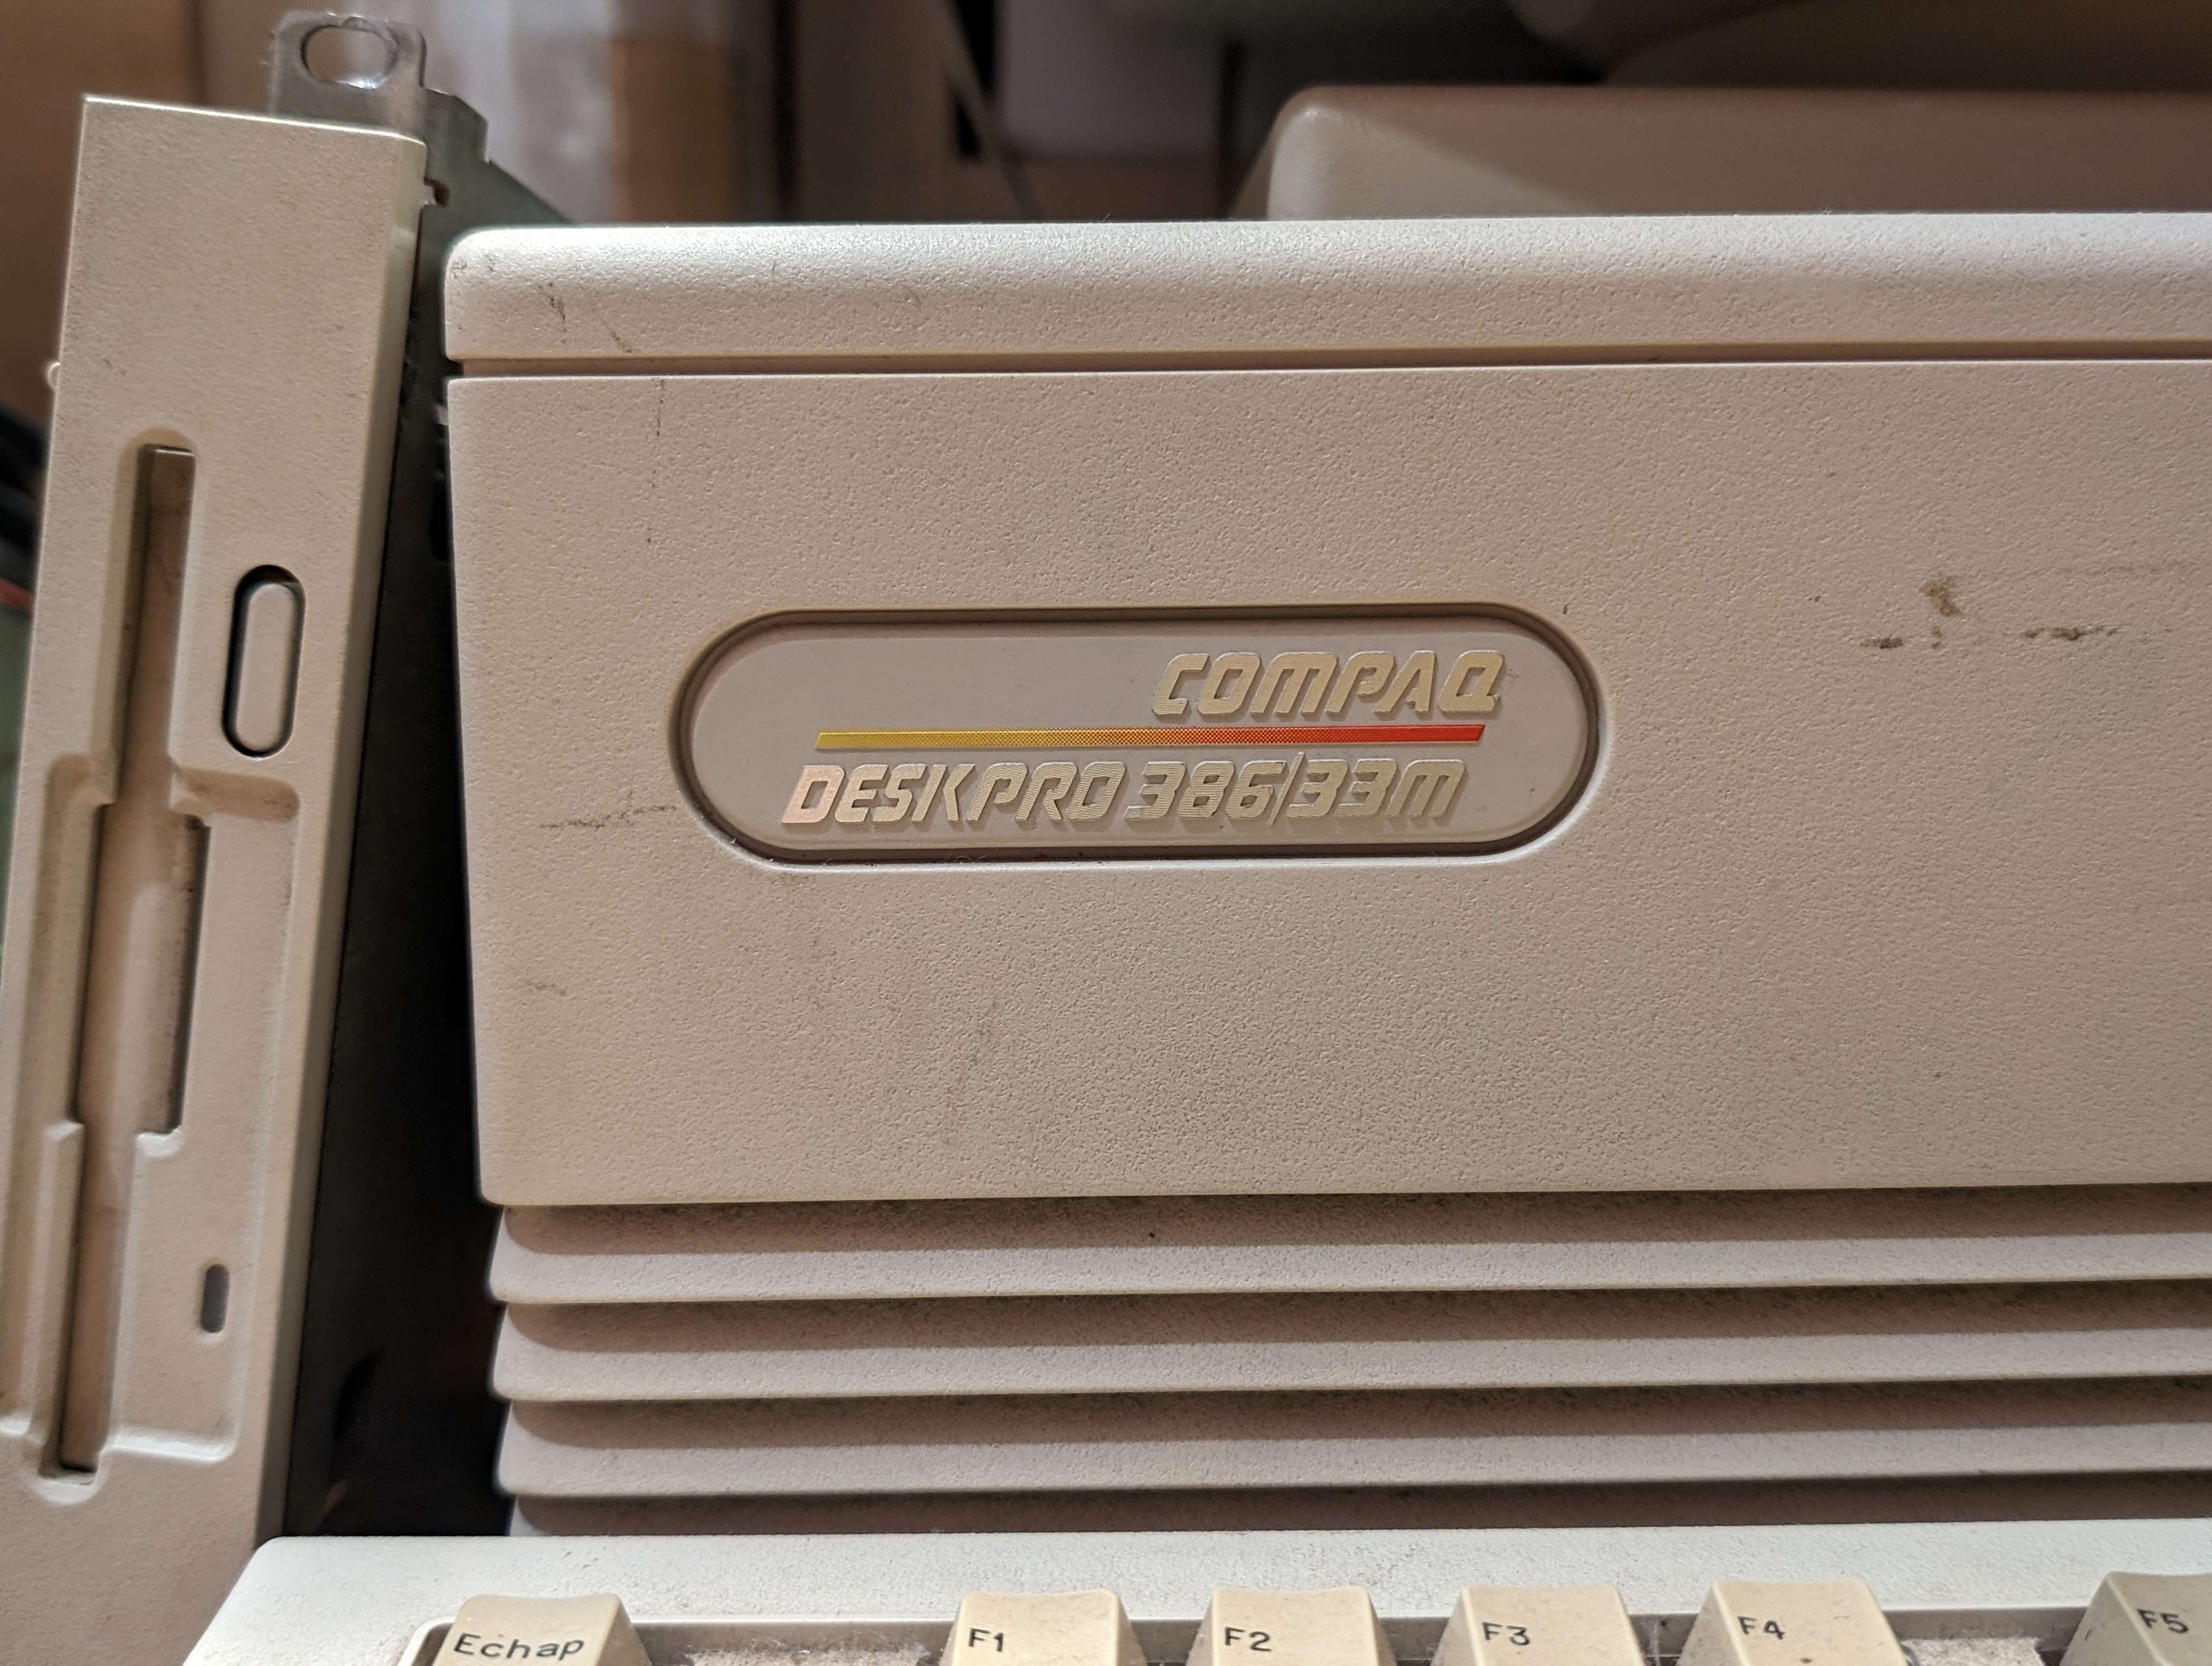 COMPAQ
DESKPRO 386/33M
Echap F1 F2 F3 F4 F5